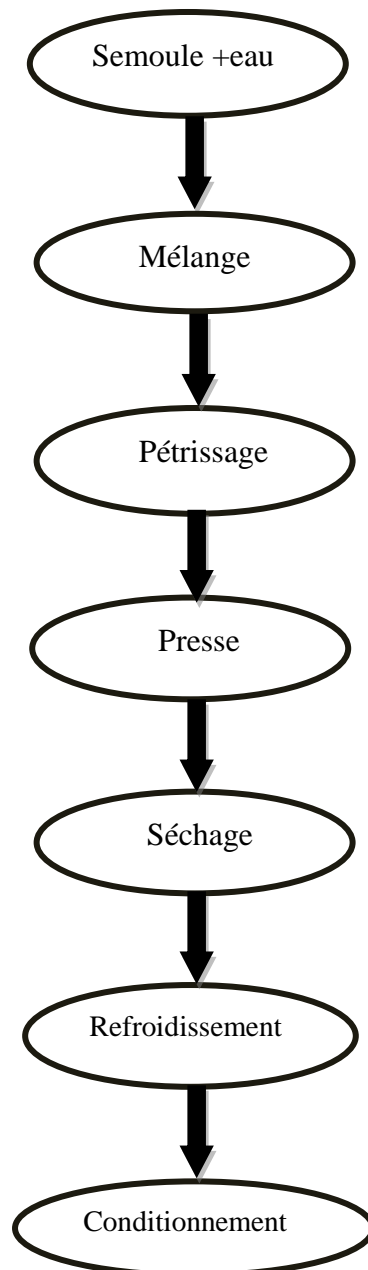 Semoule +eau
Mélange
Pétrissage
Presse
Séchage
Refroidissement
Conditionnement